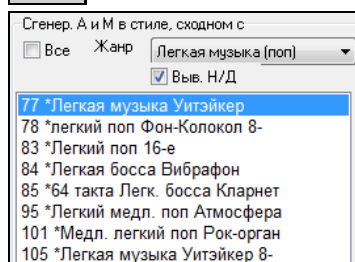 Сгенер. А и М в стиле, сходном с
Все Жанр Легкая музыка (поп)
Выв. Н/Д
77 *Легкая музыка Уитэйкер
78 *легкий поп Фон-Колокол 8-
83 *Легкий поп 16-е
84 *Легкая босса Вибрафон
85 *64 такта Легк. босса Кларнет
95 *Легкий медл. поп Атмосфера
101 *Медл. легкий поп Рок-орган
105 *Легкая музыка Уитэйкер 8-